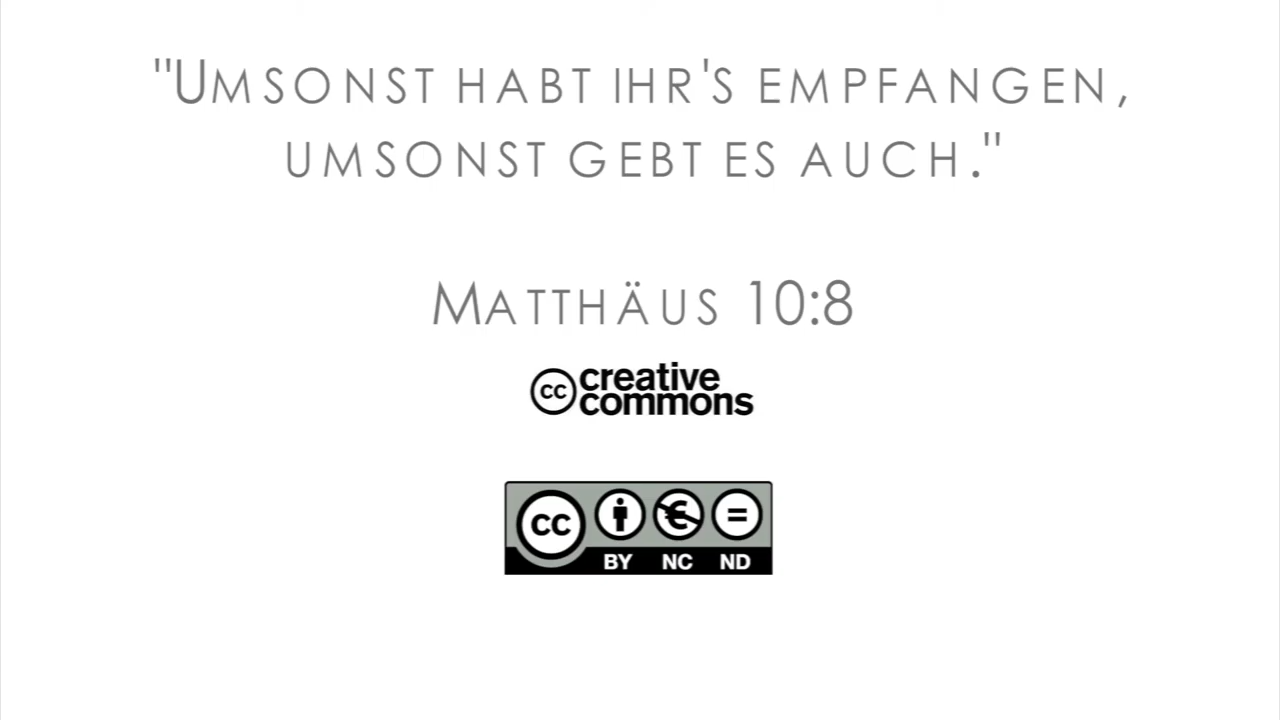 "UMSONST HABT IHR'S EMPFANGEN,
UMSONST GEBT ES AUCH."
MATTHÄUS 10:8
cc creative
commons
cc
BY NC ND